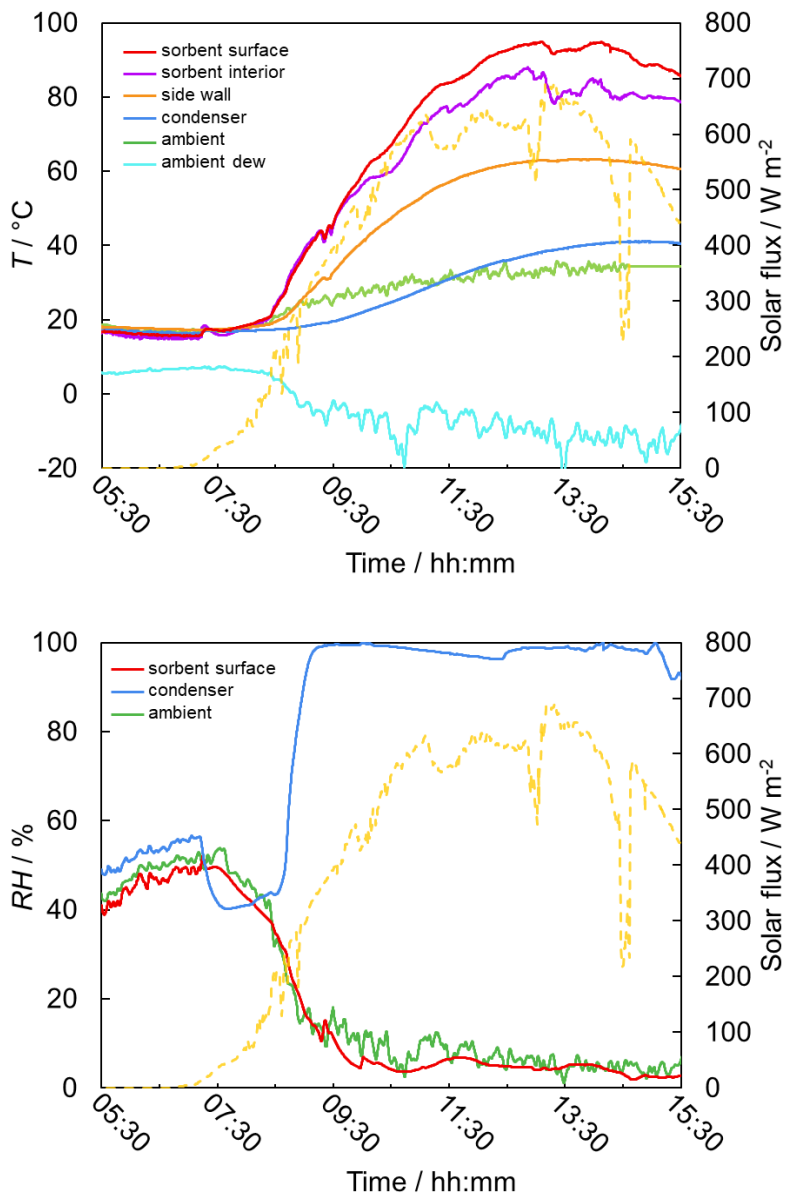 T / °C
100
80
60
40
20
0
-20
sorbent surface
sorbent interior
side wall
condenser
ambient
ambient dew
800
700
600
500
400
300
200
100
0
Solar flux / W m-2
05:30
07:30
09:30
11:30
13:30
15:30
Time / hh:mm
RH / %
100
80
60
40
20
0
sorbent surface
condenser
ambient
800
700
600
500
400
300
200
100
0
Solar flux / W m-2
05:30
07:30
09:30
11:30
13:30
15:30
Time / hh:mm